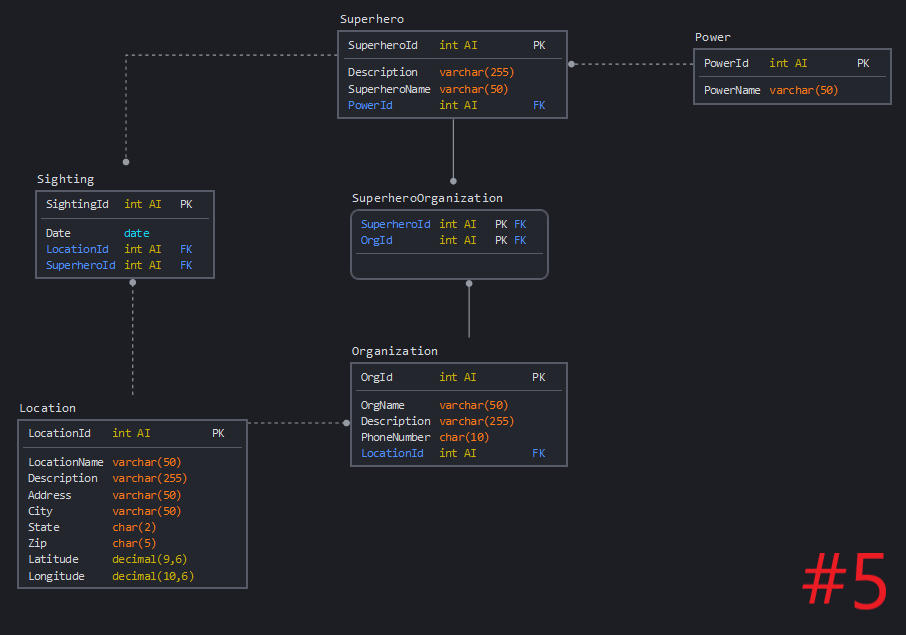 Superhero
SuperheroId int AI PK
Description varchar(255)
SuperheroName varchar(50)
PowerId int AI FK
Power
PowerId int AI PK
PowerName varchar(50)
Sighting
SightingId int AI PK
Date date
LocationId int AI FK
SuperheroId int AI FK
SuperheroOrganization
SuperheroId int AI PK FK
OrgId int AI PK FK
Organization
OrgId int AI PK
OrgName varchar(50)
Description varchar(255)
PhoneNumber char(10)
LocationId int AI FK
Location
LocationId int AI PK
LocationName varchar(50)
Description varchar(255)
Address varchar(50)
City varchar(50)
State char(2)
Zip char(5)
Latitude decimal(9,6)
Longitude decimal(10,6)
#5